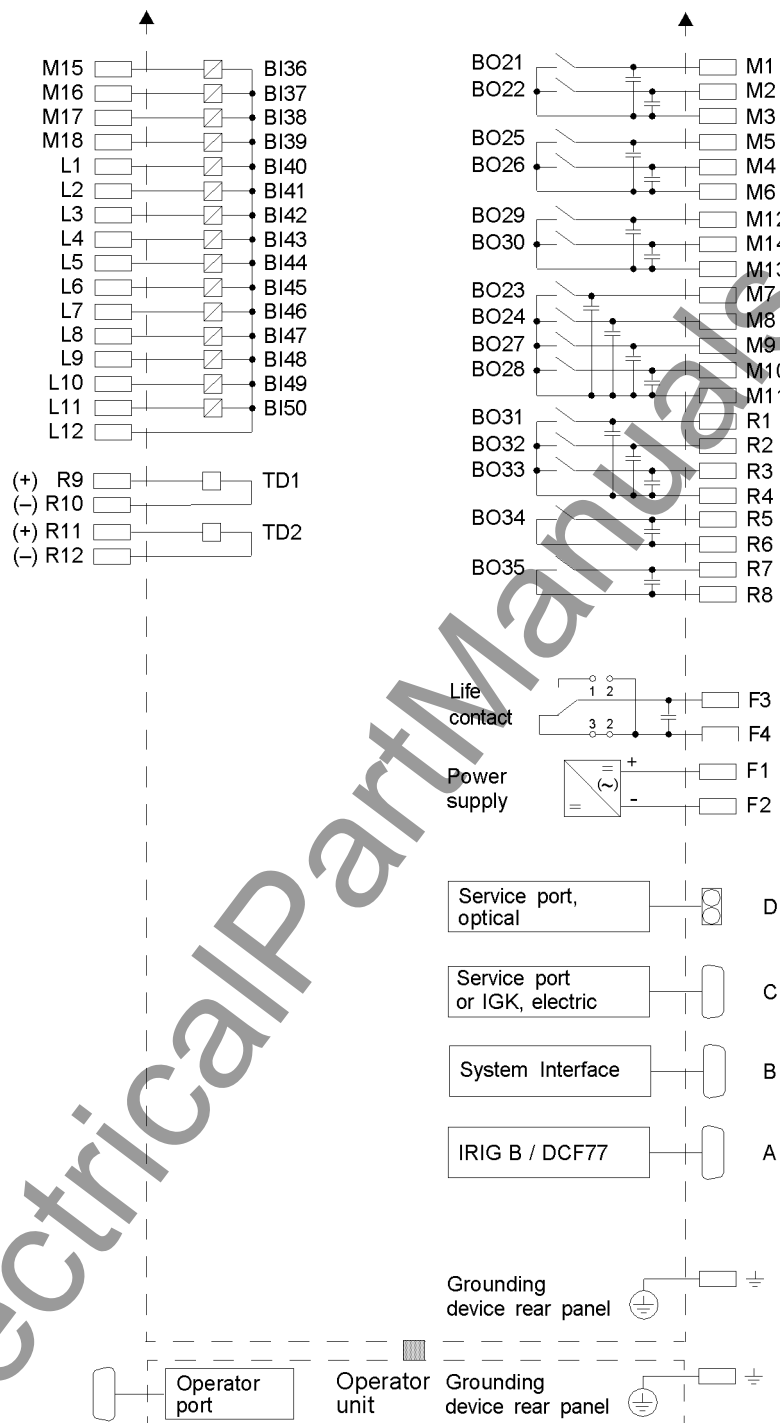 M15 BI36
M16 BI37
M17 BI38
M18 BI39
L1 BI40
L2 BI41
L3 BI42
L4 BI43
L5 BI44
L6 BI45
L7 BI46
L8 BI47
L9 BI48
L10 BI49
L11 BI50
L12
(+) R9 TD1
(–) R10
(+) R11 TD2
(–) R12
BO21 M1
BO22 M2
M3
BO25 M5
BO26 M4
M6
BO29 M12
BO30 M14
M13
BO23 M7
BO24 M8
BO27 M9
BO28 M10
M11
BO31 R1
BO32 R2
BO33 R3
R4
BO34 R5
R6
BO35 R7
R8
Life
contact
1 2
3 2
F3
F4
Power
supply
= (~) =
+ F1
- F2
Service port,
optical
D
Service port
or IGK, electric
C
System Interface
B
IRIG B / DCF77
A
Grounding
device rear panel
Operator
port
Operator
unit
Grounding
device rear panel
ectricalPartManuals